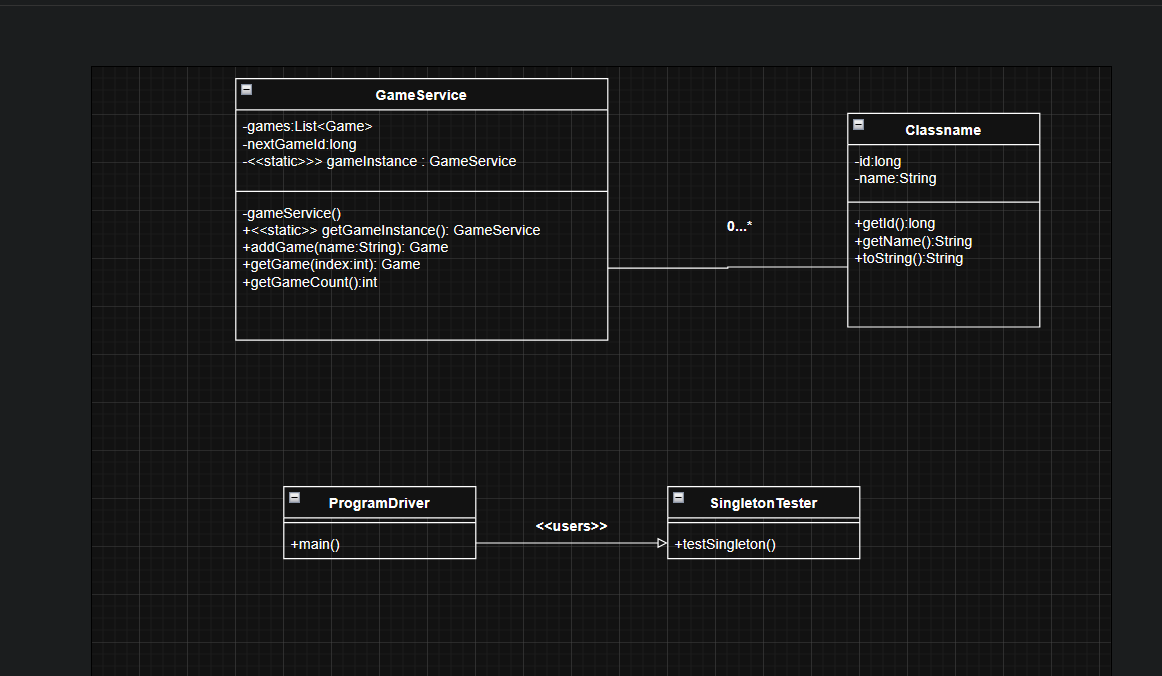 GameService
-games:List<Game>
-nextGameId:long
-<<static>>> gameInstance : GameService
-gameService()
+<<static>> getGameInstance(): GameService
+addGame(name:String): Game
+getGame(index:int): Game
+getGameCount():int
0...*
Classname
-id:long
-name:String
+getId():long
+getName():String
+toString():String
ProgramDriver
+main()
<<users>>
SingletonTester
+testSingleton()